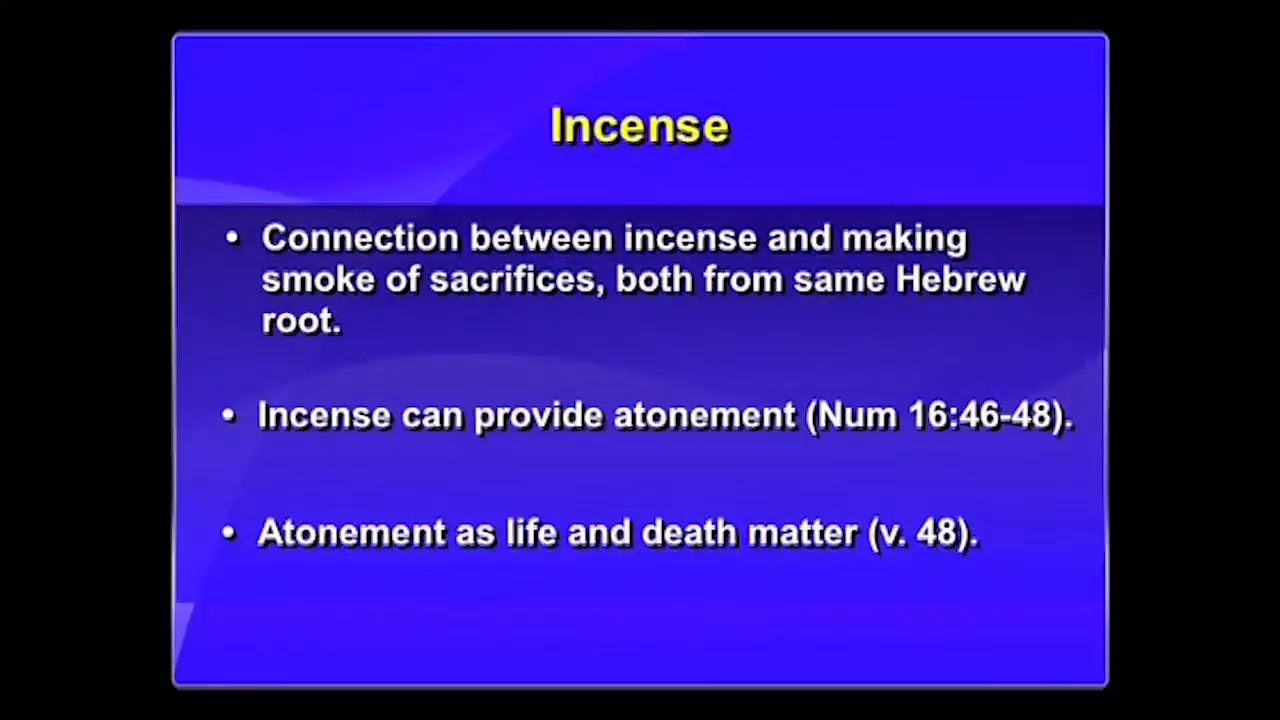 Incense
• Connection between incense and making
smoke of sacrifices, both from same Hebrew
root.
• Incense can provide atonement (Num 16:46-48).
• Atonement as life and death matter (v. 48).